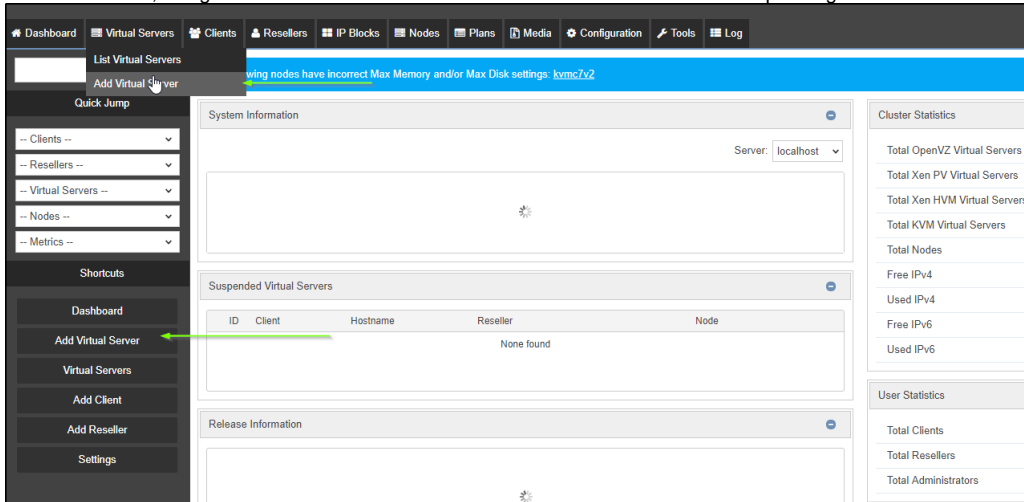 Dashboard Virtual Servers Clients Resellers IP Blocks Nodes Plans Media Configuration Tools Log
List Virtual Servers
Add Virtual Server
wing nodes have incorrect Max Memory and/or Max Disk settings: kvmc7v2
Quick Jump
-- Clients --
-- Resellers --
-- Virtual Servers --
-- Nodes --
-- Metrics --
Shortcuts
Dashboard
Add Virtual Server
Virtual Servers
Add Client
Add Reseller
Settings
System Information
Server: localhost
Suspended Virtual Servers
ID Client Hostname Reseller Node
None found
Release Information
Cluster Statistics
Total OpenVZ Virtual Servers
Total Xen PV Virtual Servers
Total Xen HVM Virtual Servers
Total KVM Virtual Servers
Total Nodes
Free IPv4
Used IPv4
Free IPv6
Used IPv6
User Statistics
Total Clients
Total Resellers
Total Administrators